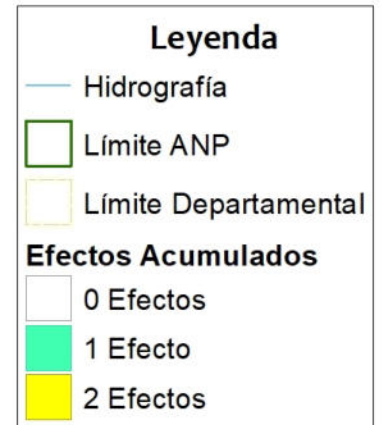 Leyenda
Hidrografía
Límite ANP
Límite Departamental
Efectos Acumulados
0 Efectos
1 Efecto
2 Efectos